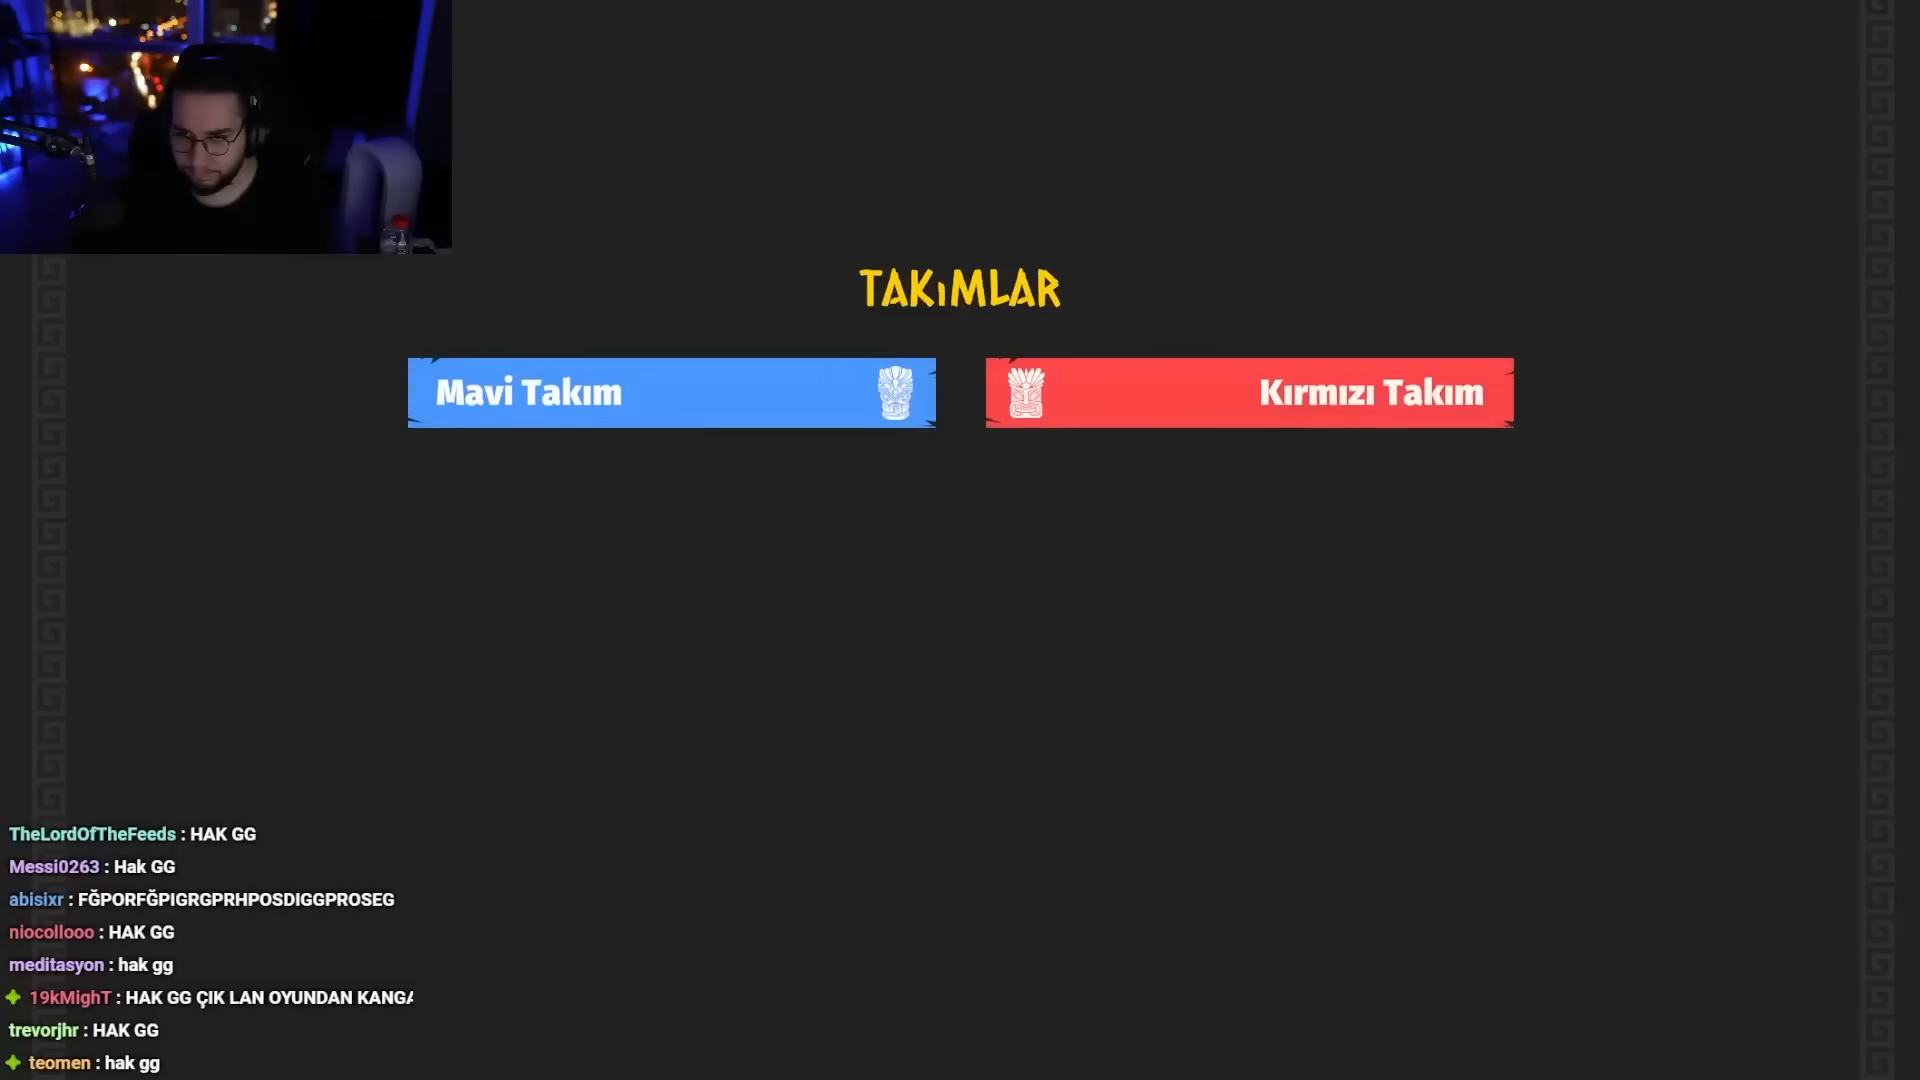 TAKıMLAR
Mavi Takım
Kırmızı Takım
TheLordOfTheFeeds : HAK GG
Messi0263 : Hak GG
abisixr : FĞPORFĞPIGRGPRHPOSDIGGPROSEG
niocollooo : HAK GG
meditasyon : hak gg
19kMighT : HAK GG ÇIK LAN OYUNDAN KANGA
trevorjhr : HAK GG
teomen : hak gg